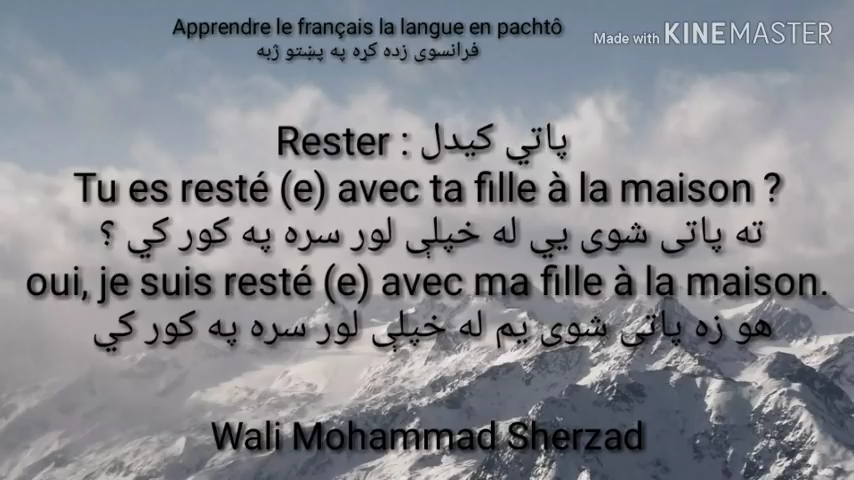 Apprendre le français la langue en pachtô
فرانسوی زده کړه په پښتو ژبه
Made with KINEMASTER
Rester : پاتي کیدل
Tu es resté (e) avec ta fille à la maison ?
ته پاتی شوی یي له خپلې لور سره په کور کي ؟
oui, je suis resté (e) avec ma fille à la maison.
هو زه پاتی شوی یم له خپلې لور سره په کور کي
Wali Mohammad Sherzad